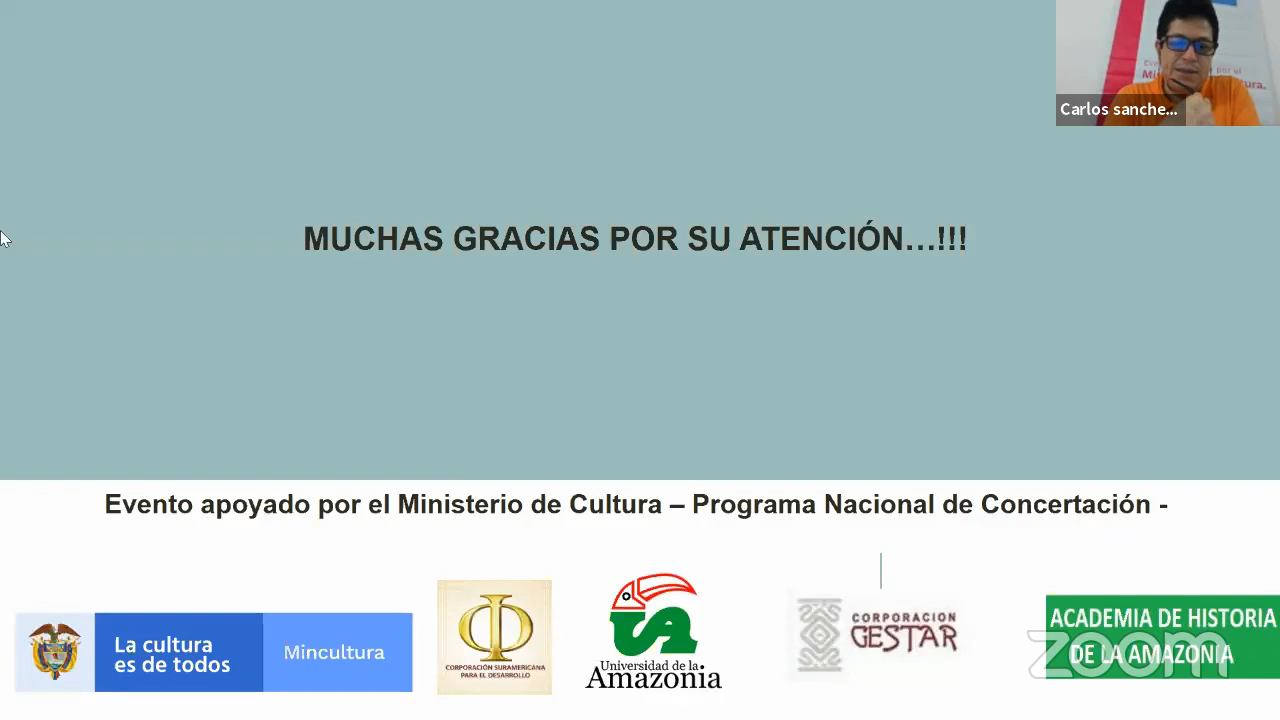 Carlos sanche...
MUCHAS GRACIAS POR SU ATENCIÓN…!!!
Evento apoyado por el Ministerio de Cultura – Programa Nacional de Concertación -
La cultura
es de todos
Mincultura
CORPORACIÓN SURAMERICANA
PARA EL DESARROLLO
Universidad de la
Amazonia
CORPORACION
GESTAR
ACADEMIA DE HISTORIA
DE LA AMAZONÍA
zoom